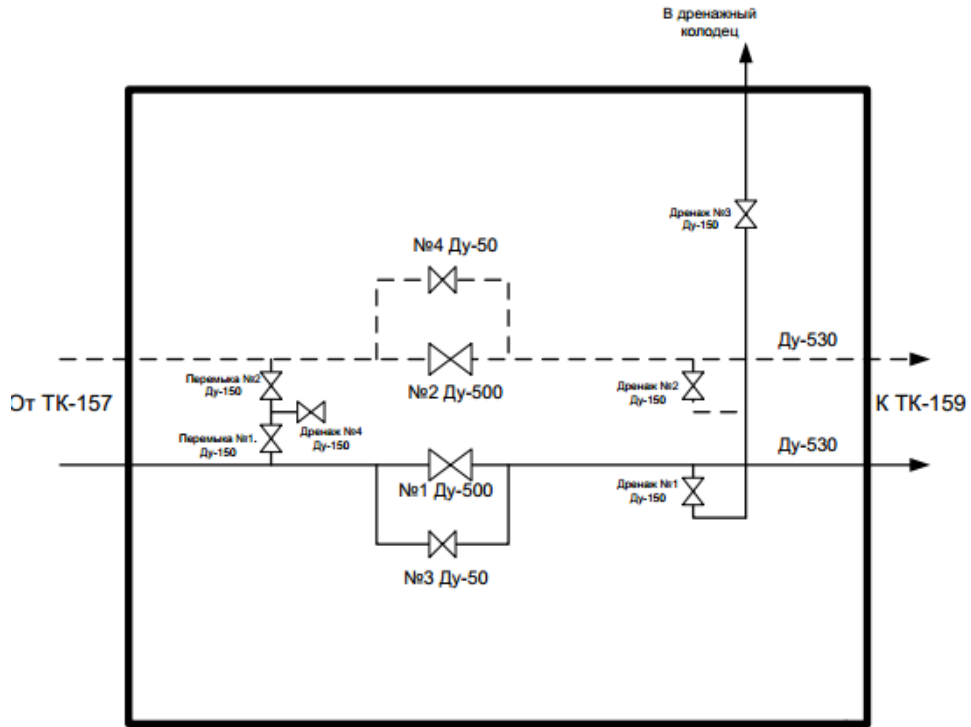 В дренажный
колодец
Дренаж №3
Ду-150
№4 Ду-50
Ду-530
Перемыка №2
Ду-150
№2 Ду-500
Дренаж №2
Ду-150
От ТК-157
К ТК-159
Дренаж №4
Ду-150
Перемыка №1.
Ду-150
Ду-530
№1 Ду-500
Дренаж №1
Ду-150
№3 Ду-50